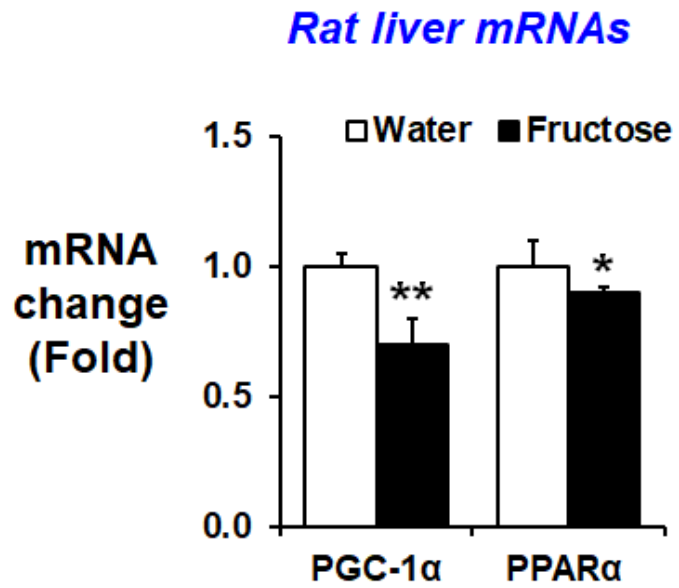 Rat liver mRNAs
Water Fructose
mRNA
change
(Fold)
1.5
1.0
0.5
0.0
**
*
PGC-1α PPARα